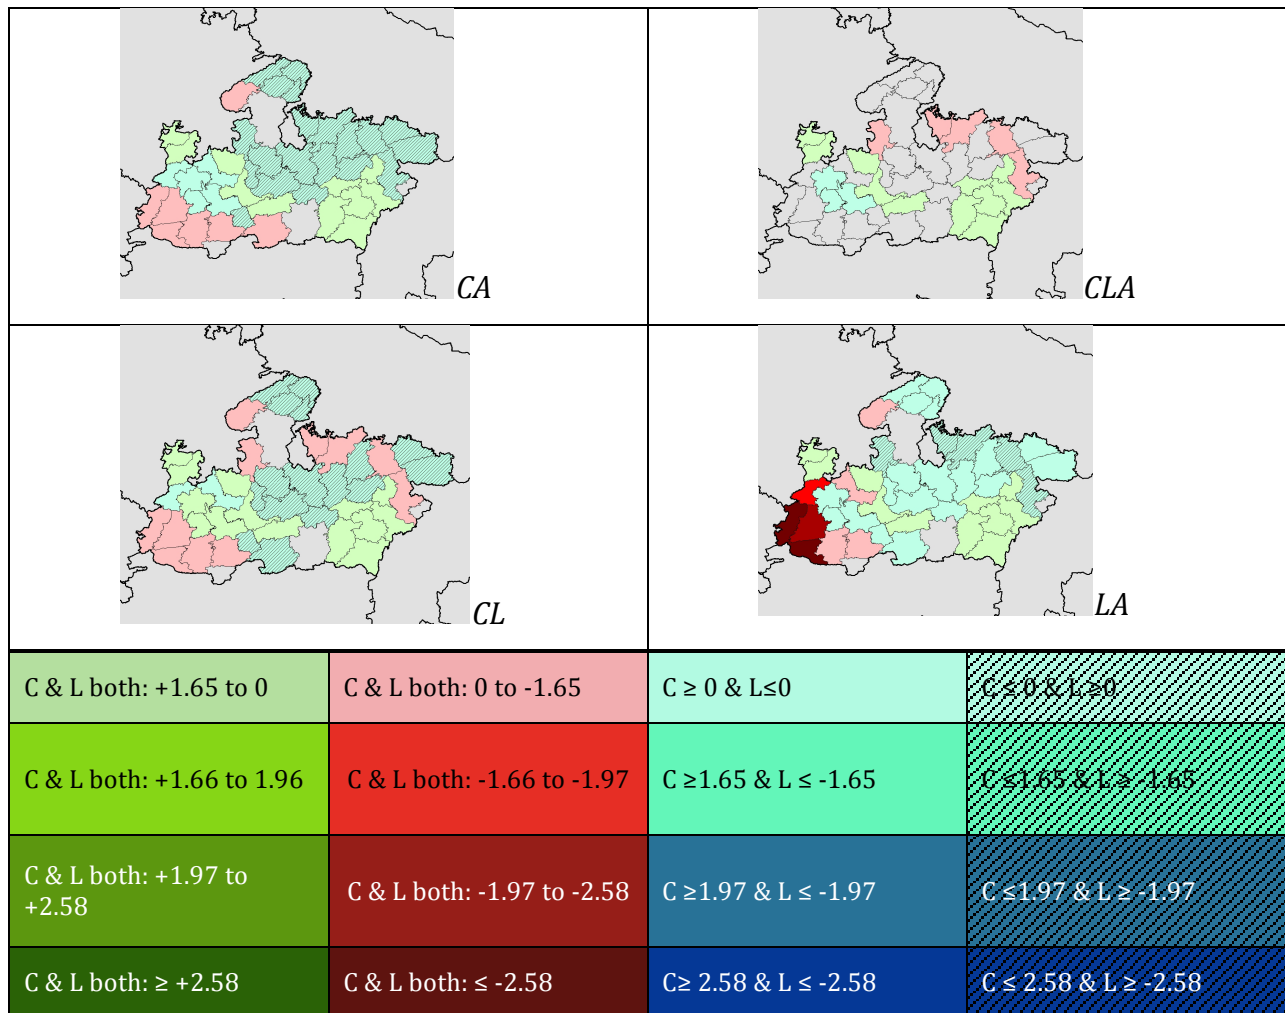 CA
CLA
CL
LA
C & L both: +1.65 to 0
C & L both: 0 to -1.65
C ≥ 0 & L≤0
C ≤ 0 & L ≥0
C & L both: +1.66 to 1.96
C & L both: -1.66 to -1.97
C ≥1.65 & L ≤ -1.65
C ≤1.65 & L ≥ -1.65
C & L both: +1.97 to
+2.58
C & L both: -1.97 to -2.58
C ≥1.97 & L ≤ -1.97
C ≤1.97 & L ≥ -1.97
C & L both: ≥ +2.58
C & L both: ≤ -2.58
C≥ 2.58 & L ≤ -2.58
C ≤ 2.58 & L ≥ -2.58